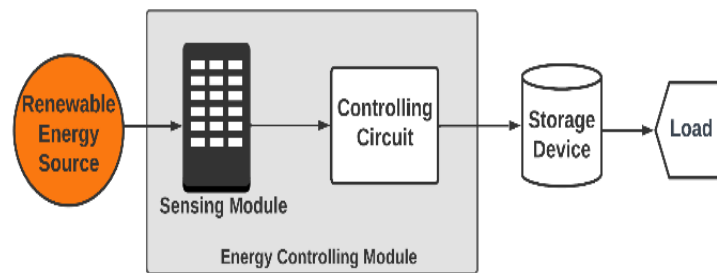 Renewable
Energy
Source
Sensing Module
Controlling
Circuit
Storage
Device
Load
Energy Controlling Module